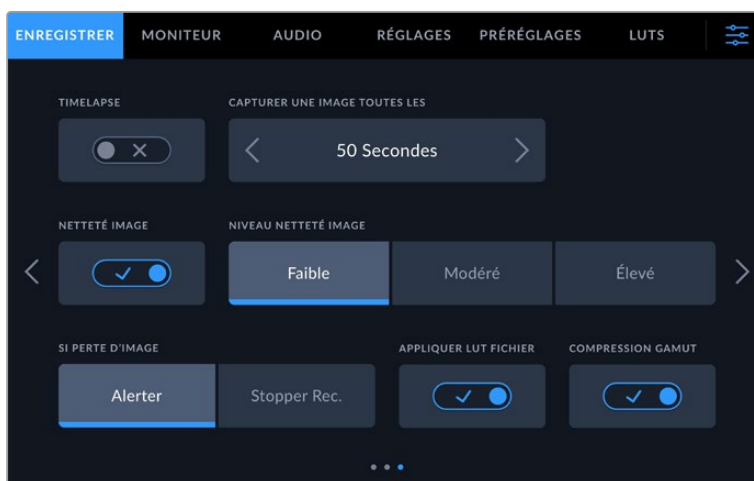 ENREGISTRER MONITEUR AUDIO RÉGLAGES PRÉRÉGLAGES LUTS
TIMELAPSE CAPTURER UNE IMAGE TOUTES LES
50 Secondes
NETTETÉ IMAGE NIVEAU NETTETÉ IMAGE
Faible Modéré Élevé
SI PERTE D'IMAGE APPLIQUER LUT FICHIER COMPRESSION GAMUT
Alerter Stopper Rec.